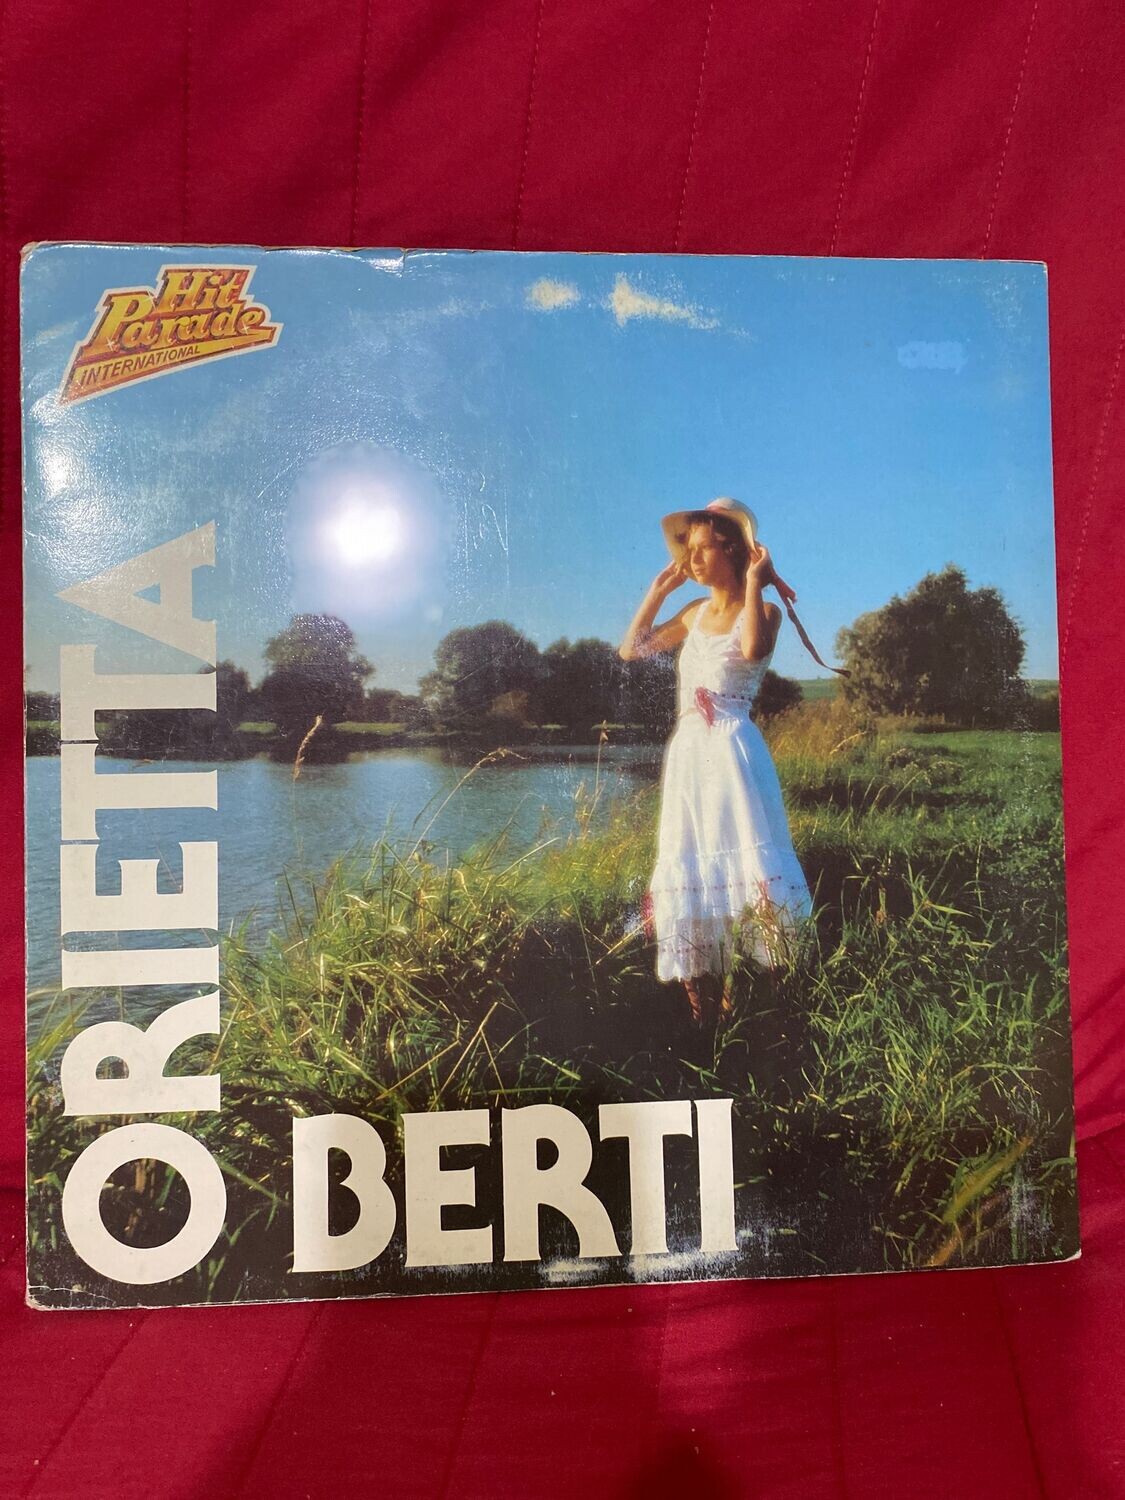 Hit
Parade
INTERNATIONAL
ORIETTA
BERTI